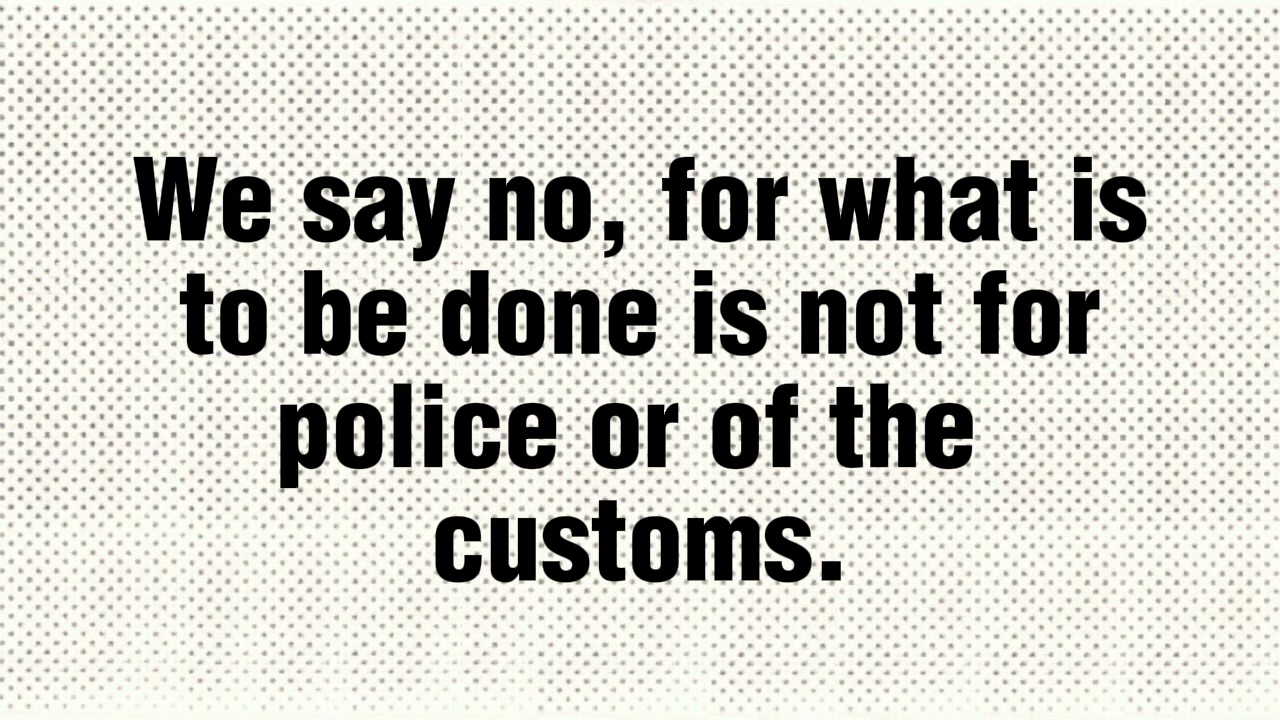 We say no, for what is
to be done is not for
police or of the
customs.